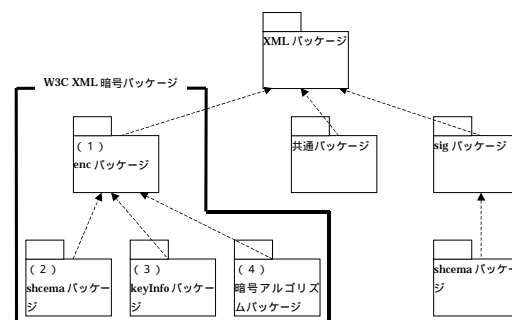 XML パッケージ
W3C XML 暗号パッケージ
（１）
enc パッケージ
共通パッケージ
sig パッケージ
（２）
shcema パッケー
ジ
（３）
keyInfo パッケー
ジ
（４）
暗号アルゴリズ
ムパッケージ
shcema パッケー
ジ